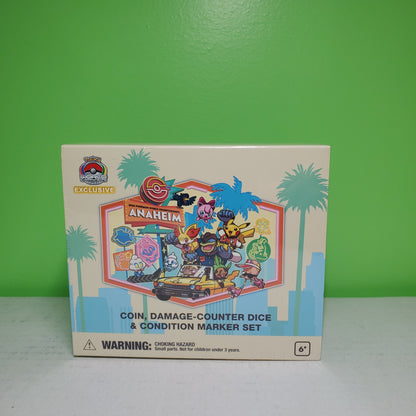 EXCLUSIVE
ANAHEIM
COIN, DAMAGE-COUNTER DICE
& CONDITION MARKER SET
WARNING: CHOKING HAZARD
Small parts. Not for children under 3 years.
6+